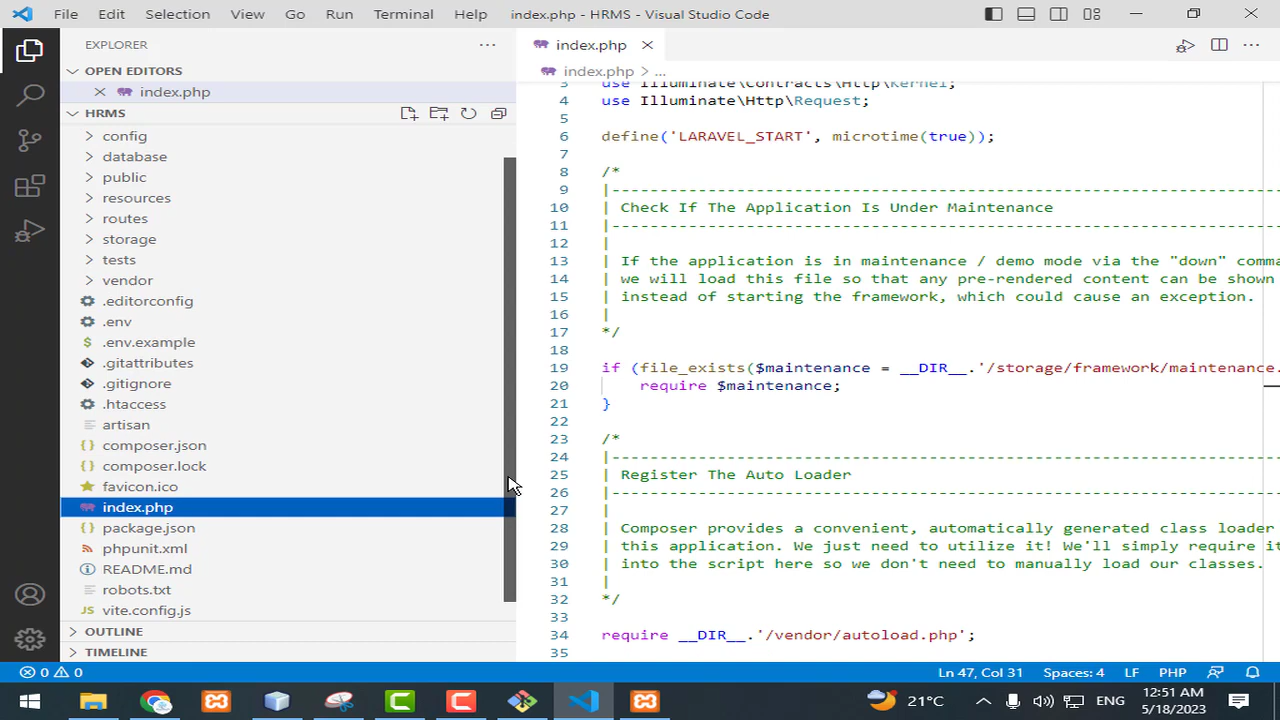 File Edit Selection View Go Run Terminal Help index.php - HRMS - Visual Studio Code
EXPLORER
OPEN EDITORS
index.php
HRMS
config
database
public
resources
routes
storage
tests
vendor
.editorconfig
.env
$ .env.example
.gitattributes
.gitignore
.htaccess
artisan
{} composer.json
{} composer.lock
favicon.ico
index.php
{} package.json
phpunit.xml
README.md
robots.txt
JS vite.config.js
OUTLINE
TIMELINE
index.php
index.php > ...
3 use Illuminate\Contracts\Http\Kernel;
4 use Illuminate\Http\Request;
5
6 define('LARAVEL_START', microtime(true));
7
8 /*
9 |--------------------------------------------------------------------------
10 | Check If The Application Is Under Maintenance
11 |--------------------------------------------------------------------------
12 |
13 | If the application is in maintenance / demo mode via the "down" comma
14 | we will load this file so that any pre-rendered content can be shown
15 | instead of starting the framework, which could cause an exception.
16 |
17 */
18
19 if (file_exists($maintenance = __DIR__.'/storage/framework/maintenance.
20 require $maintenance;
21 }
22
23 /*
24 |--------------------------------------------------------------------------
25 | Register The Auto Loader
26 |--------------------------------------------------------------------------
27 |
28 | Composer provides a convenient, automatically generated class loader
29 | this application. We just need to utilize it! We'll simply require it
30 | into the script here so we don't need to manually load our classes.
31 |
32 */
33
34 require __DIR__.'/vendor/autoload.php';
35
0 0 Ln 47, Col 31 Spaces: 4 LF PHP
21°C ENG 12:51 AM
5/18/2023